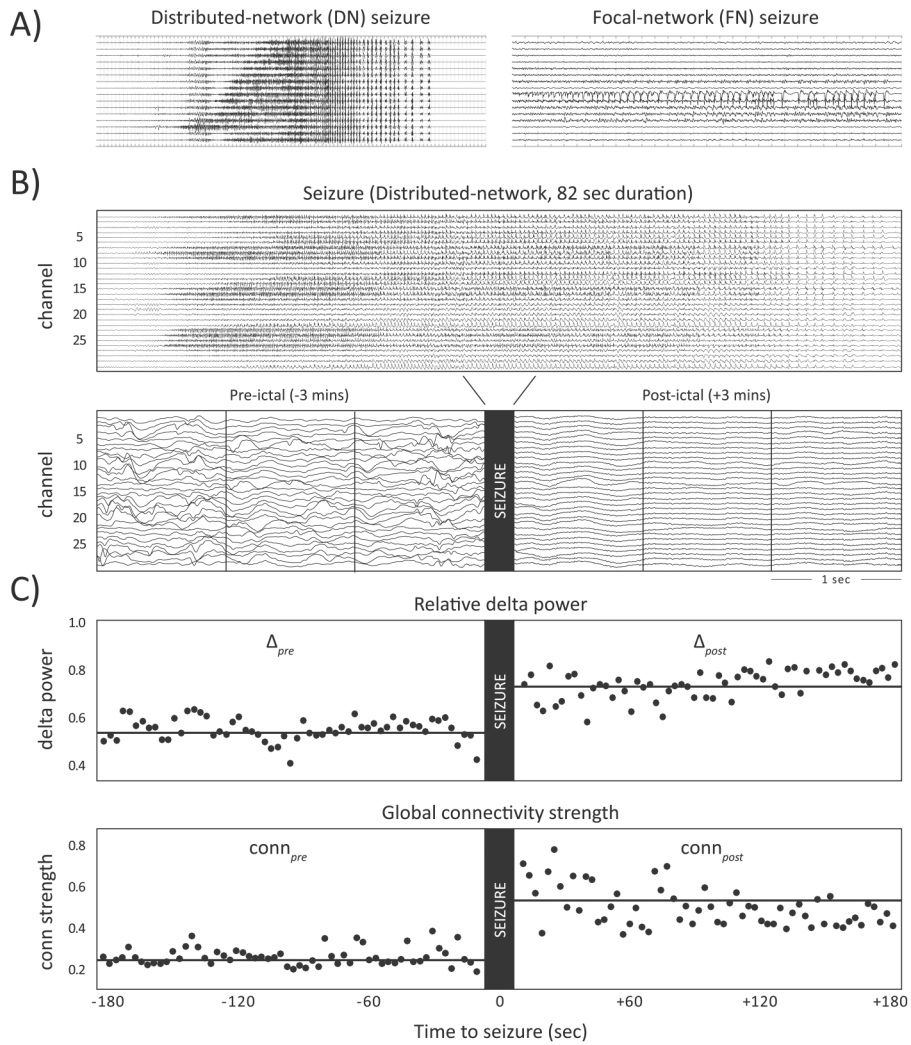 A)
Distributed-network (DN) seizure
Focal-network (FN) seizure
B)
Seizure (Distributed-network, 82 sec duration)
channel
5
10
15
20
25
Pre-ictal (-3 mins)
Post-ictal (+3 mins)
channel
5
10
15
20
25
SEIZURE
1 sec
C)
Relative delta power
delta power
1.0
0.8
0.6
0.4
Δpre
SEIZURE
Δpost
Global connectivity strength
conn strength
0.8
0.6
0.4
0.2
connpre
SEIZURE
connpost
-180 -120 -60 0 +60 +120 +180
Time to seizure (sec)